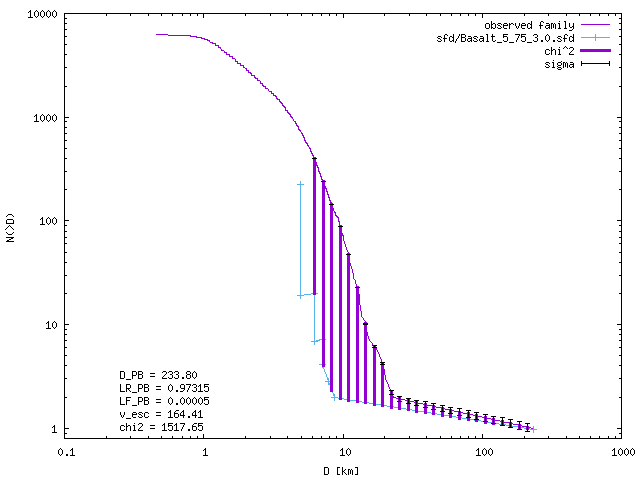 10000
1000
100
10
1
N(>D)
observed family
sfd/Basalt_5_75_3.0.sfd
chi^2
sigma
D_PB = 233.80
LR_PB = 0.97315
LF_PB = 0.00005
v_esc = 164.41
chi2 = 1517.65
0.1 1 10 100 1000
D [km]